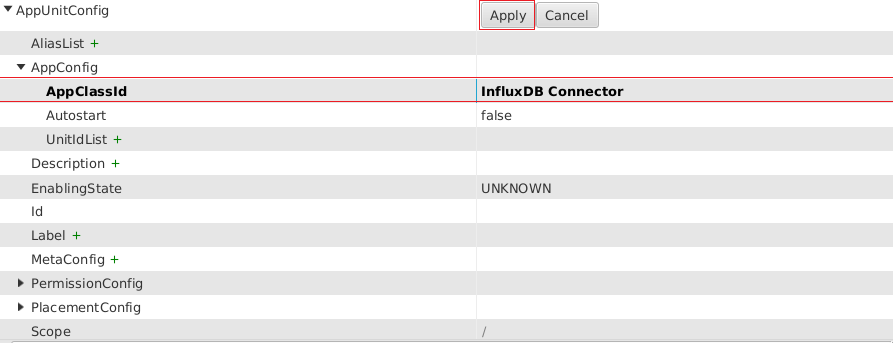 AppUnitConfig Apply Cancel
AliasList +
AppConfig
AppClassId InfluxDB Connector
Autostart false
UnitIdList +
Description +
EnablingState UNKNOWN
Id
Label +
MetaConfig +
PermissionConfig
PlacementConfig
Scope /